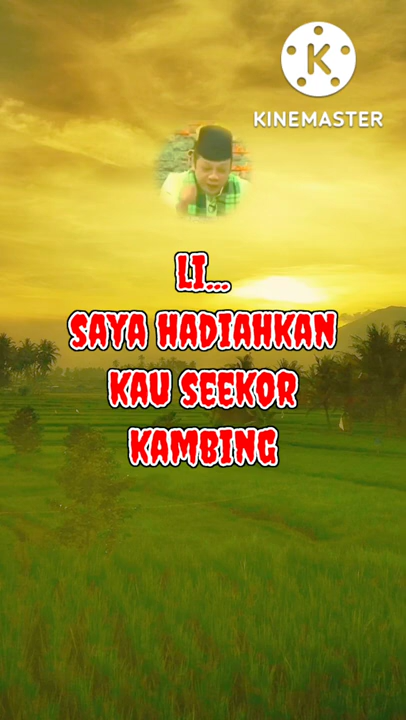 KINEMASTER
LI...
SAYA HADIAHKAN
KAU SEEKOR
KAMBING